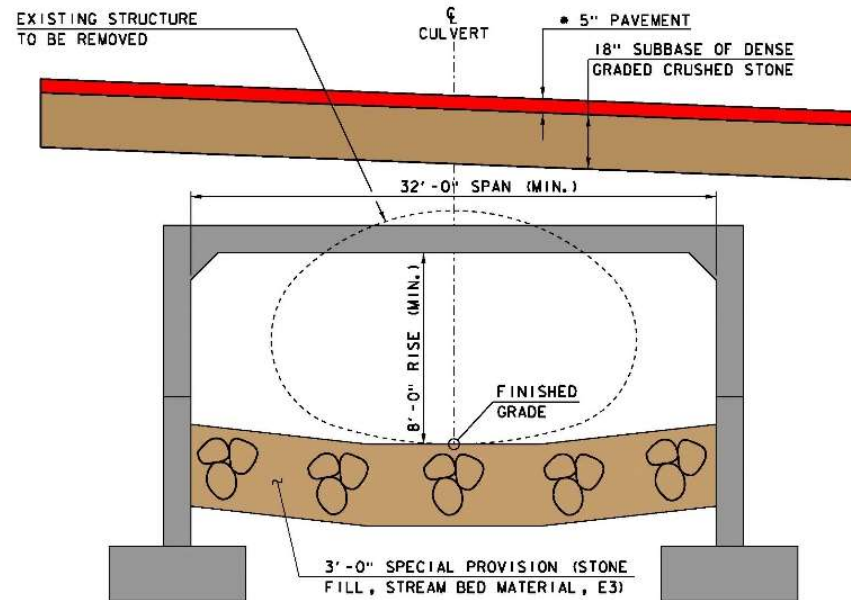 EXISTING STRUCTURE
TO BE REMOVED
℄
CULVERT
* 5" PAVEMENT
18" SUBBASE OF DENSE
GRADED CRUSHED STONE
32'-0" SPAN (MIN.)
8'-0" RISE (MIN.)
FINISHED
GRADE
3'-0" SPECIAL PROVISION (STONE
FILL, STREAM BED MATERIAL, E3)